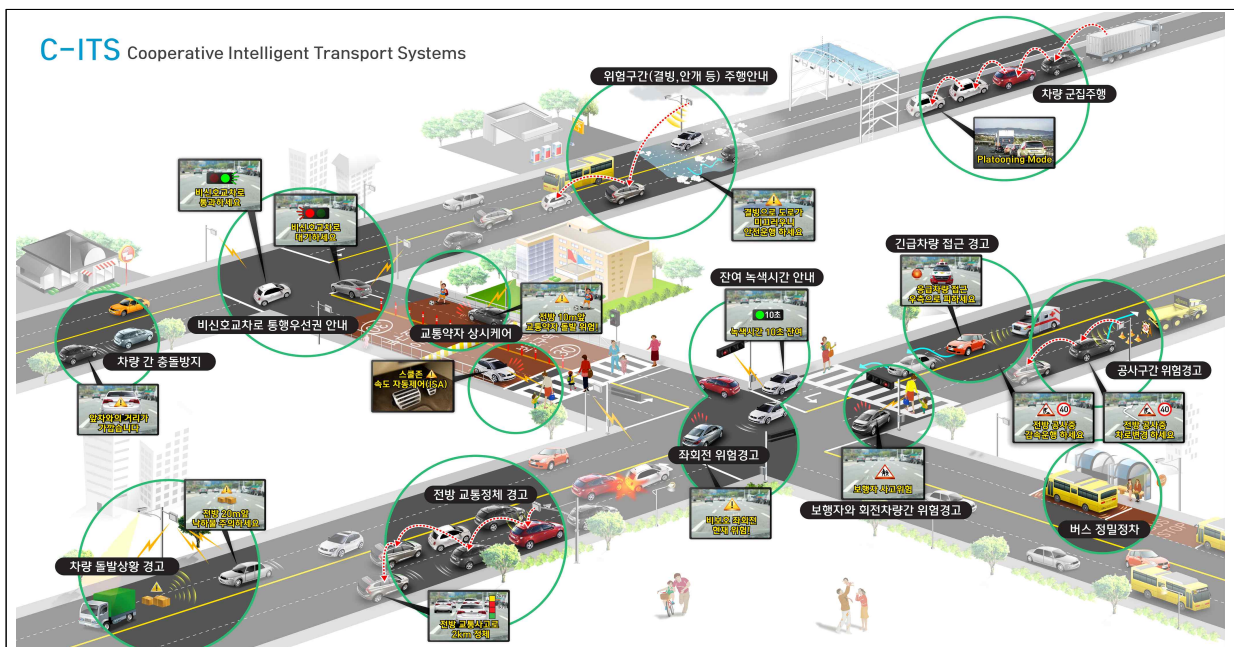 C-ITS Cooperative Intelligent Transport Systems
위험구간(결빙,안개 등) 주행안내
차량 군집주행
Platooning Mode
비신호교차로
통과하세요
비신호교차로
대기하세요
결빙으로 도로가
미끄러우니
안전운행 하세요
긴급차량 접근 경고
응급차량 접근
우측으로 피하세요
잔여 녹색시간 안내
10초
녹색시간 10초 잔여
비신호교차로 통행우선권 안내
교통약자 상시케어
전방 10m앞
교통약자 돌발 위험!
차량 간 충돌방지
앞차와의 거리가
가깝습니다
스쿨존
속도 자동제어(ISA)
공사구간 위험경고
40
전방 공사 중
감속운행 하세요
40
전방 공사 중
차로변경 하세요
좌회전 위험경고
비보호 좌회전
현재 위험!
보행자 사고위험
보행자와 회전차량간 위험경고
버스 정밀정차
전방 교통정체 경고
전방 교통사고로
2km 정체
전방 20m앞
낙하물 주의하세요
차량 돌발상황 경고